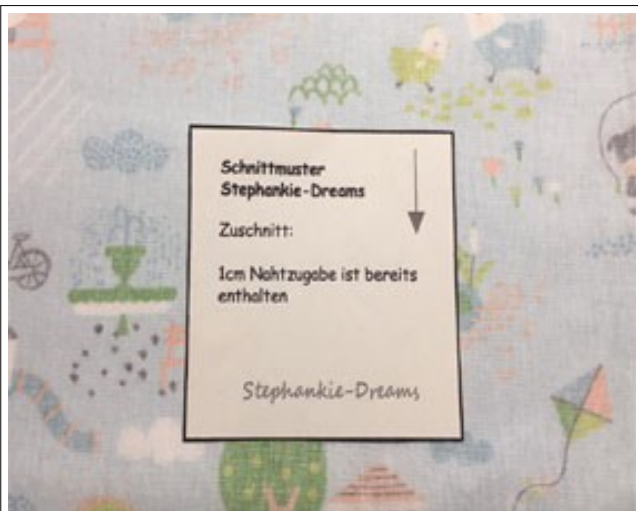 Schnittmuster
Stephankie-Dreams
Zuschnitt:
1cm Nahtzugabe ist bereits
enthalten
Stephankie-Dreams